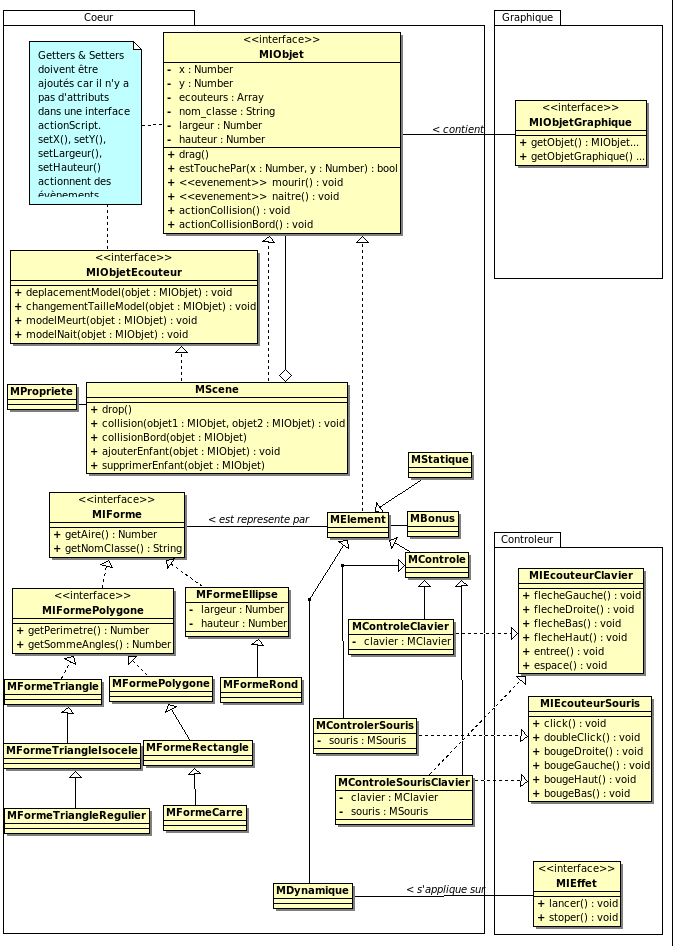 Coeur
Graphique
Getters & Setters
doivent être
ajoutés car il n'y a
pas d'attributs
dans une interface
actionScript.
setX(), setY(),
setLargeur(),
setHauteur()
actionnent des
évènements
<<interface>>
MIObjet
- x : Number
- y : Number
- ecouteurs : Array
- nom_classe : String
- largeur : Number
- hauteur : Number
+ drag()
+ estTouchePar(x : Number, y : Number) : bool
+ <<evenement>> mourir() : void
+ <<evenement>> naitre() : void
+ actionCollision() : void
+ actionCollisionBord() : void
< contient
<<interface>>
MIObjetGraphique
+ getObjet() : MIObjet...
+ getObjetGraphique() ...
<<interface>>
MIObjetEcouteur
+ deplacementModel(objet : MIObjet) : void
+ changementTailleModel(objet : MIObjet) : void
+ modelMeurt(objet : MIObjet) : void
+ modelNait(objet : MIObjet) : void
MPropriete
MScene
+ drop()
+ collision(objet1 : MIObjet, objet2 : MIObjet) : void
+ collisionBord(objet : MIObjet)
+ ajouterEnfant(objet : MIObjet) : void
+ supprimerEnfant(objet : MIObjet)
MStatique
<<interface>>
MIForme
+ getAire() : Number
+ getNomClasse() : String
< est represente par
MElement
MBonus
MControle
Controleur
MIEcouteurClavier
+ flecheGauche() : void
+ flecheDroite() : void
+ flecheBas() : void
+ flecheHaut() : void
+ entree() : void
+ espace() : void
<<interface>>
MIFormePolygone
+ getPerimetre() : Number
+ getSommeAngles() : Number
MFormeEllipse
- largeur : Number
- hauteur : Number
MControleClavier
- clavier : MClavier
MFormeTriangle
MFormePolygone
MFormeRond
MIEcouteurSouris
+ click() : void
+ doubleClick() : void
+ bougeDroite() : void
+ bougeGauche() : void
+ bougeHaut() : void
+ bougeBas() : void
MControlerSouris
- souris : MSouris
MFormeTriangleIsocele
MFormeRectangle
MControleSourisClavier
- clavier : MClavier
- souris : MSouris
MFormeTriangleRegulier
MFormeCarre
MDynamique
< s'applique sur
<<interface>>
MIEffet
+ lancer() : void
+ stoper() : void